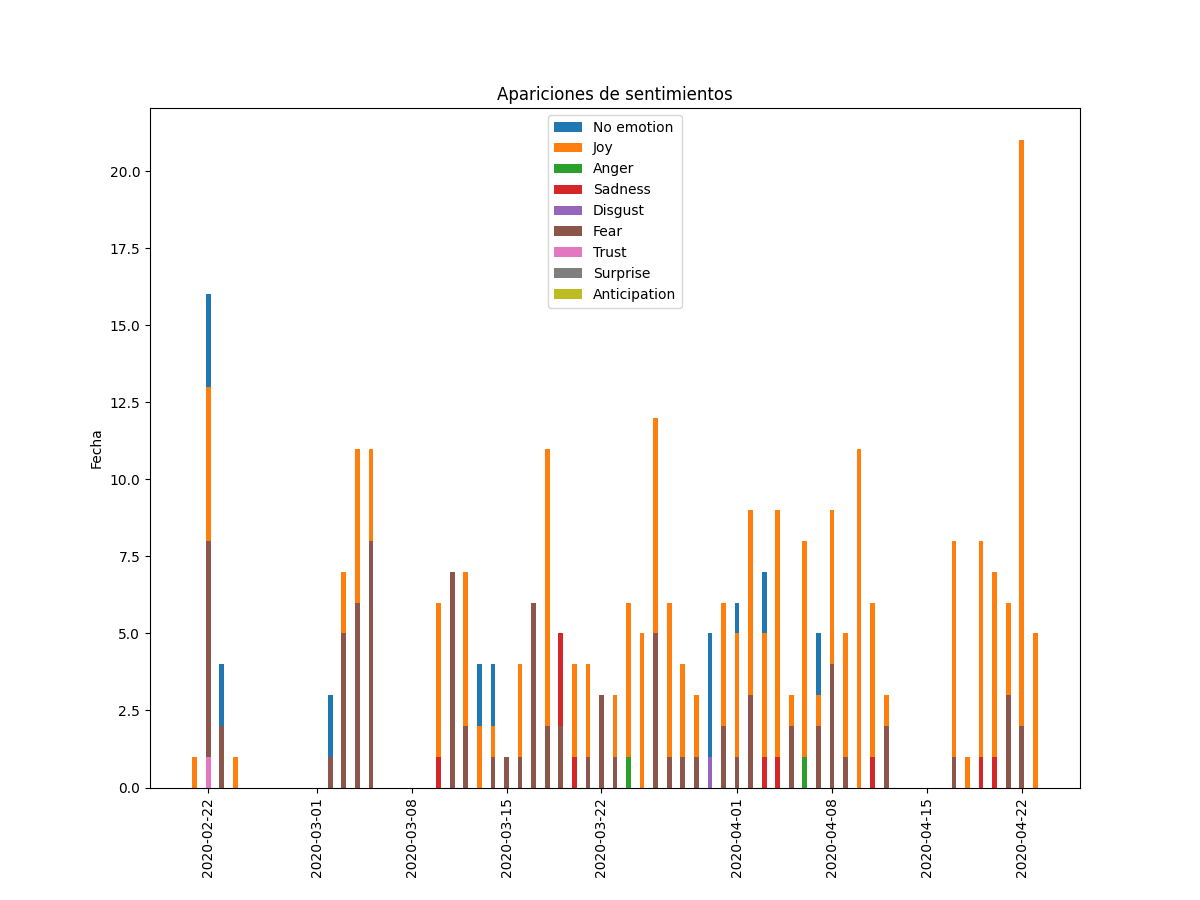 Apariciones de sentimientos
No emotion
Joy
Anger
Sadness
Disgust
Fear
Trust
Surprise
Anticipation
Fecha
20.0
17.5
15.0
12.5
10.0
7.5
5.0
2.5
0.0
2020-02-22
2020-03-01
2020-03-08
2020-03-15
2020-03-22
2020-04-01
2020-04-08
2020-04-15
2020-04-22